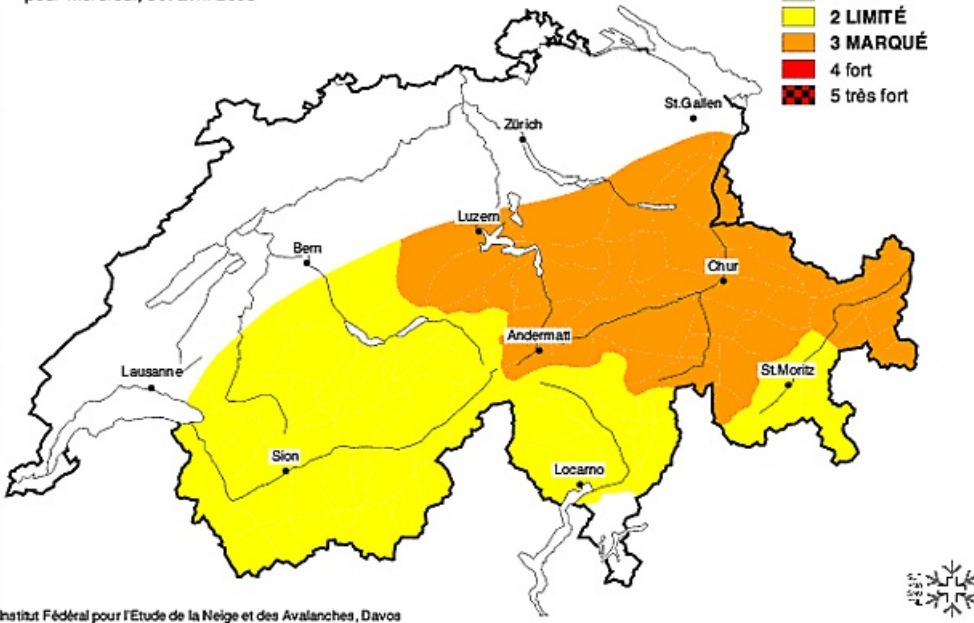 2 LIMITÉ
3 MARQUÉ
4 fort
5 très fort
St.Gallen
Zürich
Luzern
Bern
Chur
Andermatt
Lausanne
St.Moritz
Sion
Locarno
Institut Fédéral pour l'Etude de la Neige et des Avalanches, Davos